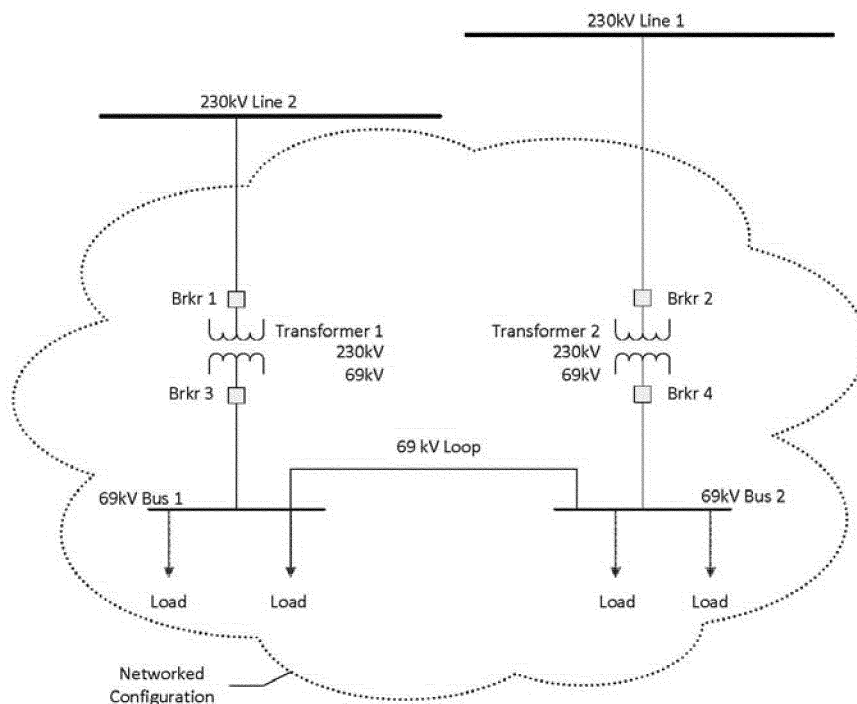 230kV Line 1
230kV Line 2
Brkr 1
Brkr 2
Transformer 1
230kV
69kV
Transformer 2
230kV
69kV
Brkr 3
Brkr 4
69 kV Loop
69kV Bus 1
69kV Bus 2
Load
Load
Load
Load
Networked
Configuration